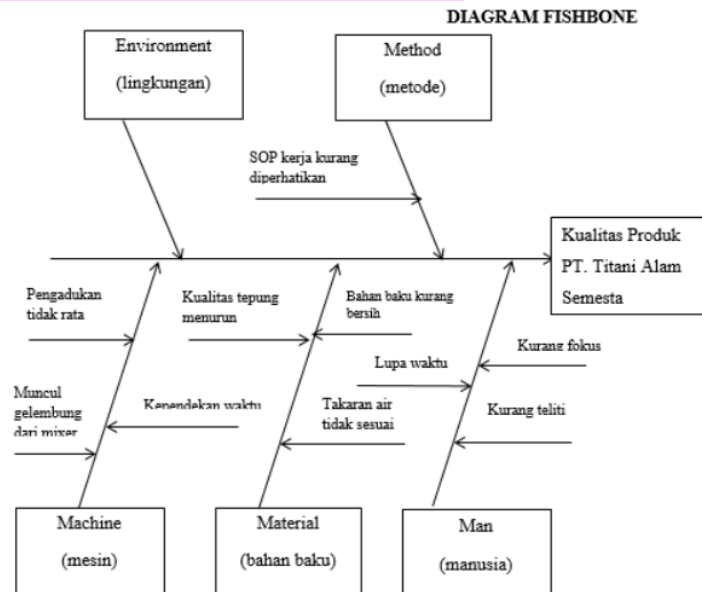 DIAGRAM FISHBONE
Environment
(lingkungan)
Method
(metode)
SOP kerja kurang
diperhatikan
Kualitas Produk
PT. Titani Alam
Semesta
Pengadukan
tidak rata
Kualitas tepung
menurun
Bahan baku kurang
bersih
Kurang fokus
Lupa waktu
Muncul
gelembung
dari mixer
Kependekan waktu
Takaran air
tidak sesuai
Kurang teliti
Machine
(mesin)
Material
(bahan baku)
Man
(manusia)